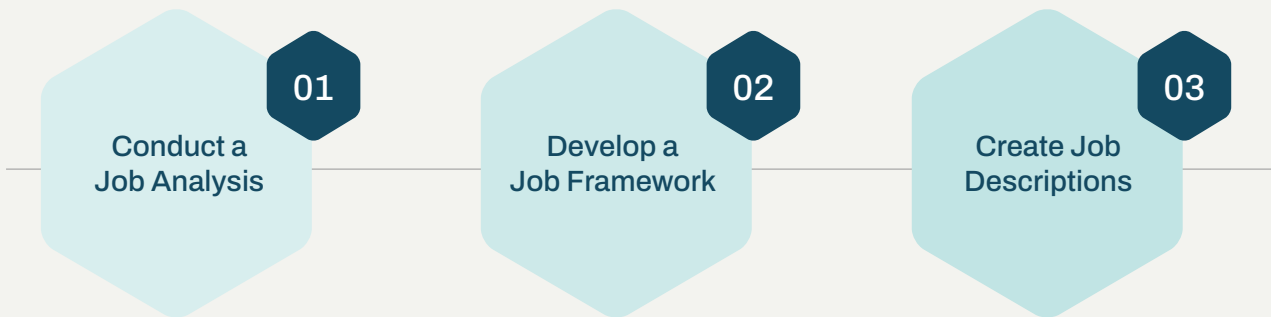 01
Conduct a
Job Analysis
02
Develop a
Job Framework
03
Create Job
Descriptions